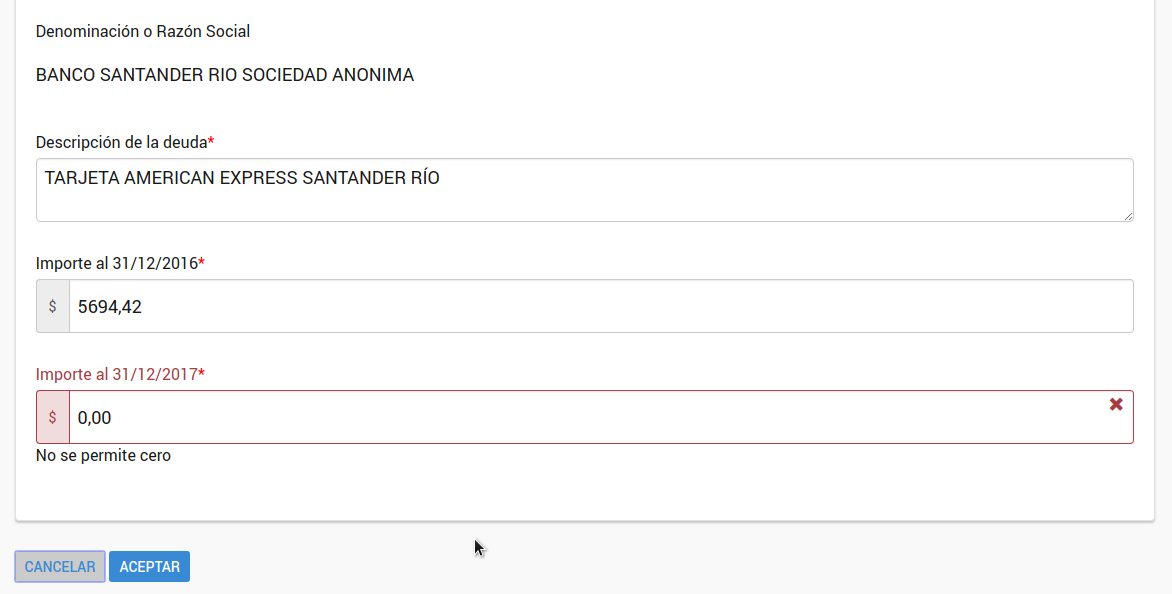 Denominación o Razón Social
BANCO SANTANDER RIO SOCIEDAD ANONIMA
Descripción de la deuda*
TARJETA AMERICAN EXPRESS SANTANDER RÍO
Importe al 31/12/2016*
$ 5694,42
Importe al 31/12/2017*
$ 0,00
No se permite cero
CANCELAR ACEPTAR